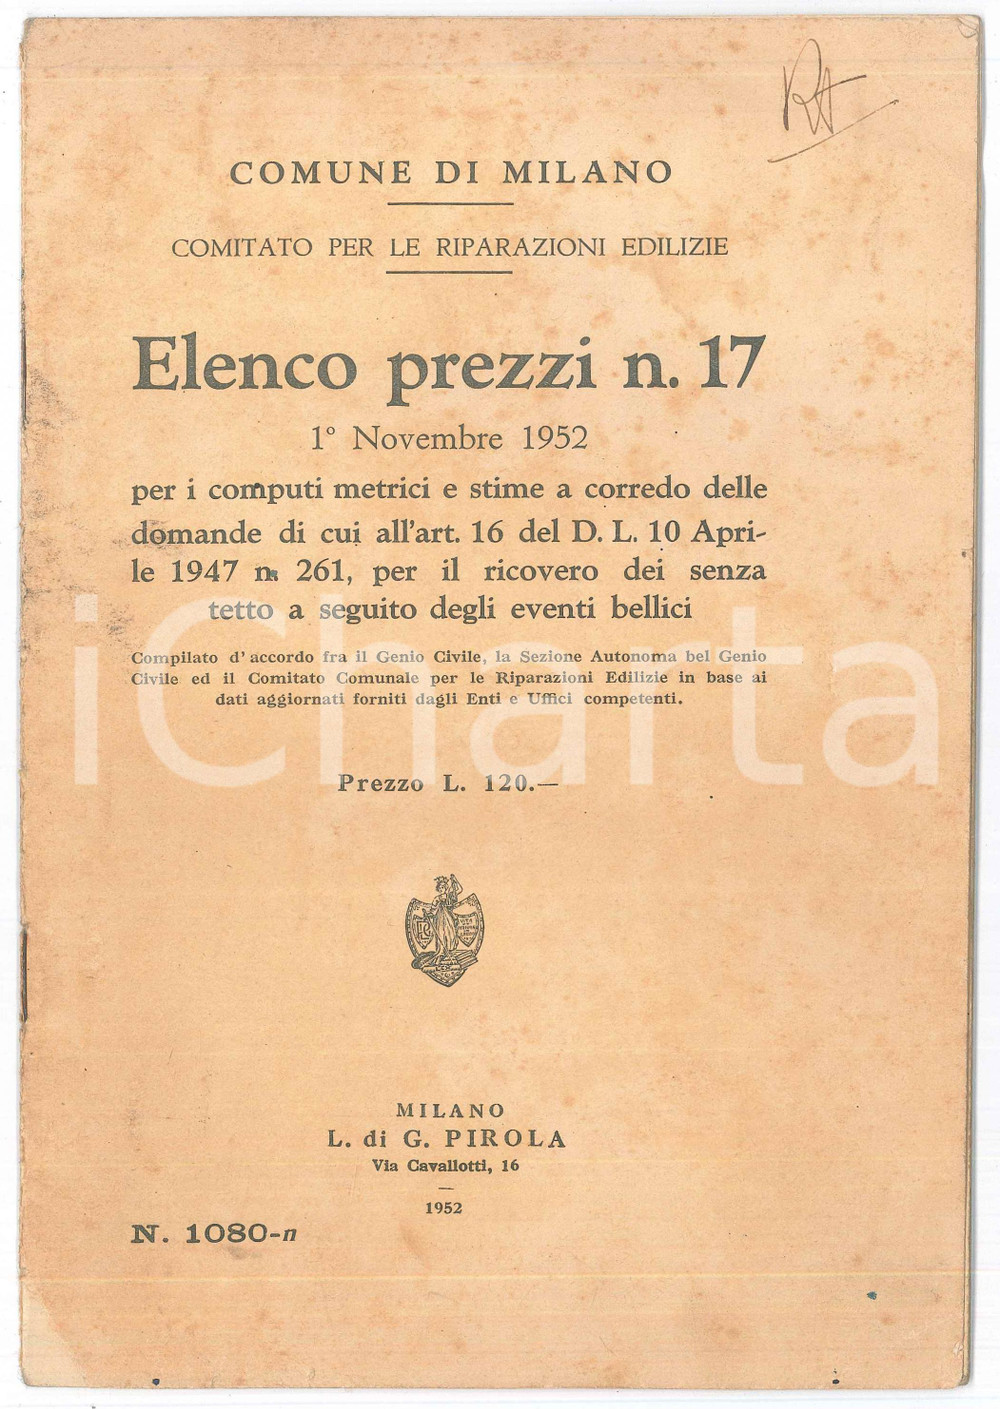 RA
COMUNE DI MILANO
COMITATO PER LE RIPARAZIONI EDILIZIE
Elenco prezzi n. 17
1° Novembre 1952
per i computi metrici e stime a corredo delle
domande di cui all'art. 16 del D. L. 10 Apri-
le 1947 n. 261, per il ricovero dei senza
tetto a seguito degli eventi bellici
Compilato d'accordo fra il Genio Civile, la Sezione Autonoma bel Genio
Civile ed il Comitato Comunale per le Riparazioni Edilizie in base ai
dati aggiornati forniti dagli Enti e Uffici competenti.
iCharta
Prezzo L. 120.—
MILANO
L. di G. PIROLA
Via Cavallotti, 16
1952
N. 1080-n